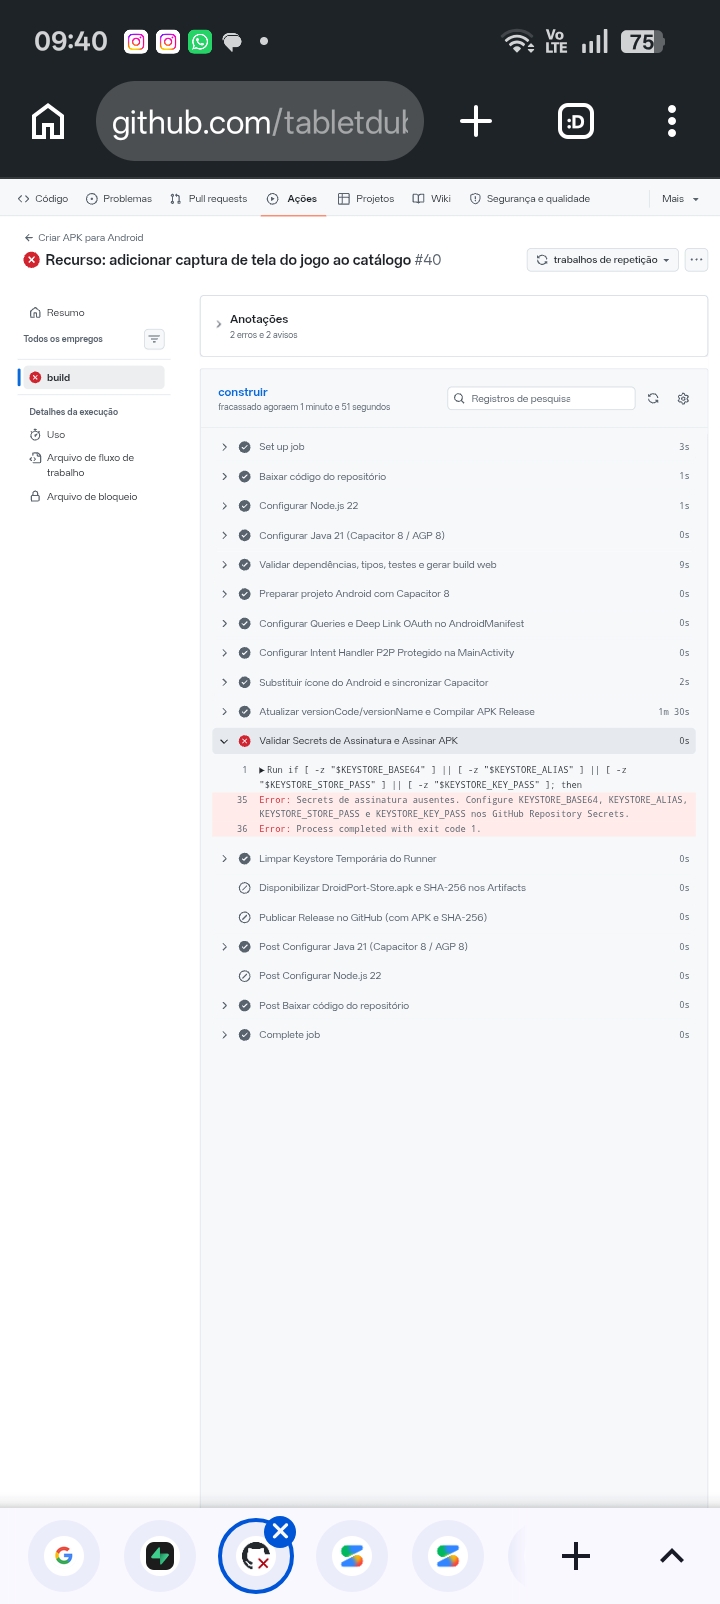 09:40
Vo
LTE
75
github.com/tabletdub
:D
Código
Problemas
Pull requests
Ações
Projetos
Wiki
Segurança e qualidade
Mais
Criar APK para Android
Recurso: adicionar captura de tela do jogo ao catálogo #40
trabalhos de repetição
Resumo
Todos os empregos
build
Detalhes da execução
Uso
Arquivo de fluxo de
trabalho
Arquivo de bloqueio
Anotações
2 erros e 2 avisos
construir
fracassado agoraem 1 minuto e 51 segundos
Registros de pesquisa
Set up job 3s
Baixar código do repositório 1s
Configurar Node.js 22 1s
Configurar Java 21 (Capacitor 8 / AGP 8) 0s
Validar dependências, tipos, testes e gerar build web 9s
Preparar projeto Android com Capacitor 8 0s
Configurar Queries e Deep Link OAuth no AndroidManifest 0s
Configurar Intent Handler P2P Protegido na MainActivity 0s
Substituir ícone do Android e sincronizar Capacitor 2s
Atualizar versionCode/versionName e Compilar APK Release 1m 30s
Validar Secrets de Assinatura e Assinar APK 0s
1 ▶Run if [ -z "$KEYSTORE_BASE64" ] || [ -z "$KEYSTORE_ALIAS" ] || [ -z
"$KEYSTORE_STORE_PASS" ] || [ -z "$KEYSTORE_KEY_PASS" ]; then
35 Error: Secrets de assinatura ausentes. Configure KEYSTORE_BASE64, KEYSTORE_ALIAS,
KEYSTORE_STORE_PASS e KEYSTORE_KEY_PASS nos GitHub Repository Secrets.
36 Error: Process completed with exit code 1.
Limpar Keystore Temporária do Runner 0s
Disponibilizar DroidPort-Store.apk e SHA-256 nos Artifacts 0s
Publicar Release no GitHub (com APK e SHA-256) 0s
Post Configurar Java 21 (Capacitor 8 / AGP 8) 0s
Post Configurar Node.js 22 0s
Post Baixar código do repositório 0s
Complete job 0s